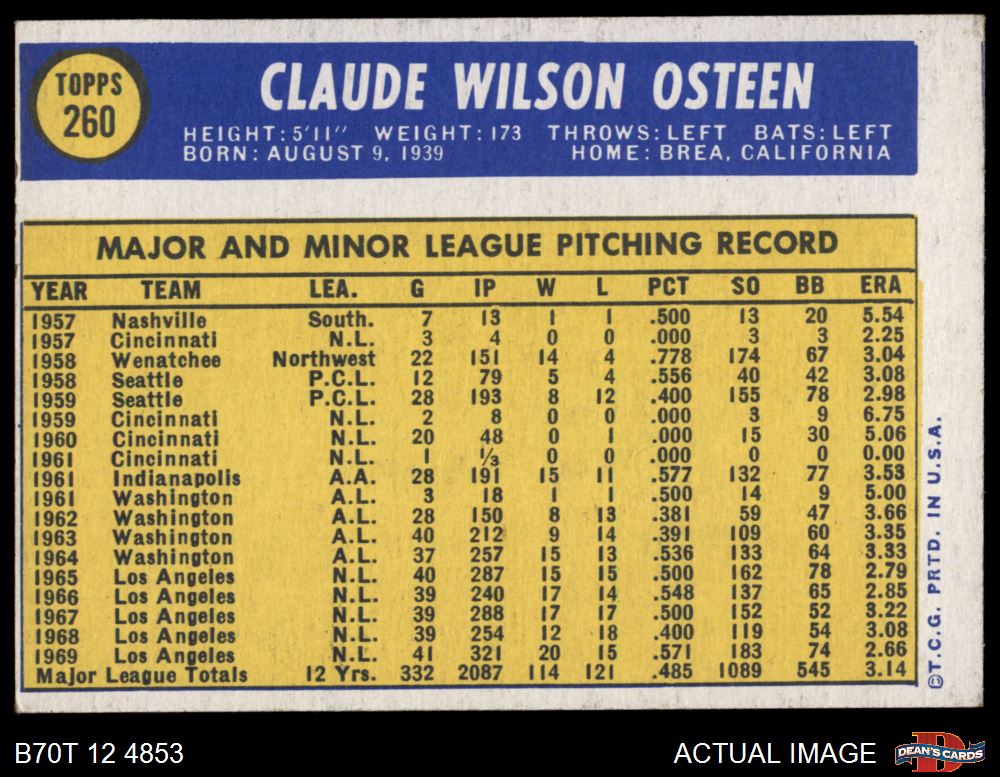 TOPPS
260
CLAUDE WILSON OSTEEN
HEIGHT: 5'11" WEIGHT: 173 THROWS: LEFT BATS: LEFT
BORN: AUGUST 9, 1939 HOME: BREA, CALIFORNIA
MAJOR AND MINOR LEAGUE PITCHING RECORD
YEAR TEAM LEA. G IP W L PCT SO BB ERA
1957 Nashville South. 7 13 1 1 .500 13 20 5.54
1957 Cincinnati N.L. 3 4 0 0 .000 3 3 2.25
1958 Wenatchee Northwest 22 151 14 4 .778 174 67 3.04
1958 Seattle P.C.L. 12 79 5 4 .556 40 42 3.08
1959 Seattle P.C.L. 28 193 8 12 .400 155 78 2.98
1959 Cincinnati N.L. 2 8 0 0 .000 3 9 6.75
1960 Cincinnati N.L. 20 48 0 1 .000 15 30 5.06
1961 Cincinnati N.L. 1 1/3 0 0 .000 0 0 0.00
1961 Indianapolis A.A. 28 191 15 11 .577 132 77 3.53
1961 Washington A.L. 3 18 1 1 .500 14 9 5.00
1962 Washington A.L. 28 150 8 13 .381 59 47 3.66
1963 Washington A.L. 40 212 9 14 .391 109 60 3.35
1964 Washington A.L. 37 257 15 13 .536 133 64 3.33
1965 Los Angeles N.L. 40 287 15 15 .500 162 78 2.79
1966 Los Angeles N.L. 39 240 17 14 .548 137 65 2.85
1967 Los Angeles N.L. 39 288 17 17 .500 152 52 3.22
1968 Los Angeles N.L. 39 254 12 18 .400 119 54 3.08
1969 Los Angeles N.L. 41 321 20 15 .571 183 74 2.66
Major League Totals 12 Yrs. 332 2087 114 121 .485 1089 545 3.14
©T.C.G. PRTD. IN U.S.A.
B70T 12 4853
ACTUAL IMAGE
DEAN'S CARDS